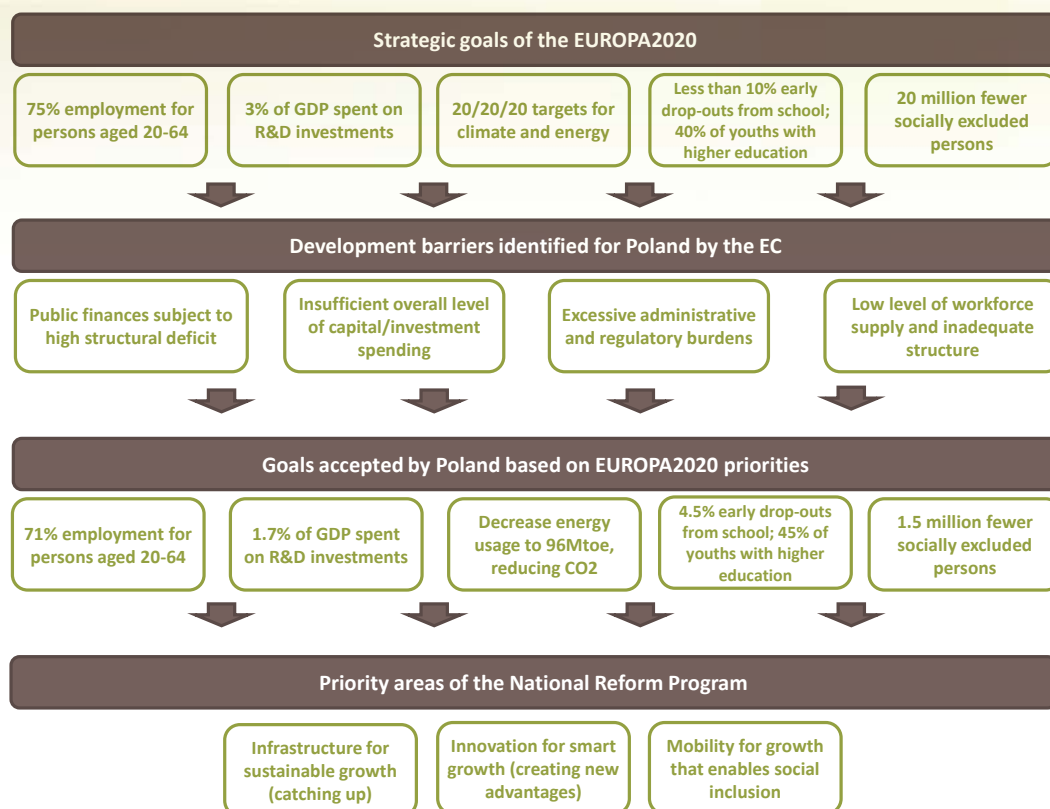 Strategic goals of the EUROPA2020
75% employment for
persons aged 20-64
3% of GDP spent on
R&D investments
20/20/20 targets for
climate and energy
Less than 10% early
drop-outs from school;
40% of youths with
higher education
20 million fewer
socially excluded
persons
Development barriers identified for Poland by the EC
Public finances subject to
high structural deficit
Insufficient overall level
of capital/investment
spending
Excessive administrative
and regulatory burdens
Low level of workforce
supply and inadequate
structure
Goals accepted by Poland based on EUROPA2020 priorities
71% employment for
persons aged 20-64
1.7% of GDP spent
on R&D investments
Decrease energy
usage to 96Mtoe,
reducing CO2
4.5% early drop-outs
from school; 45% of
youths with higher
education
1.5 million fewer
socially excluded
persons
Priority areas of the National Reform Program
Infrastructure for
sustainable growth
(catching up)
Innovation for smart
growth (creating new
advantages)
Mobility for growth
that enables social
inclusion